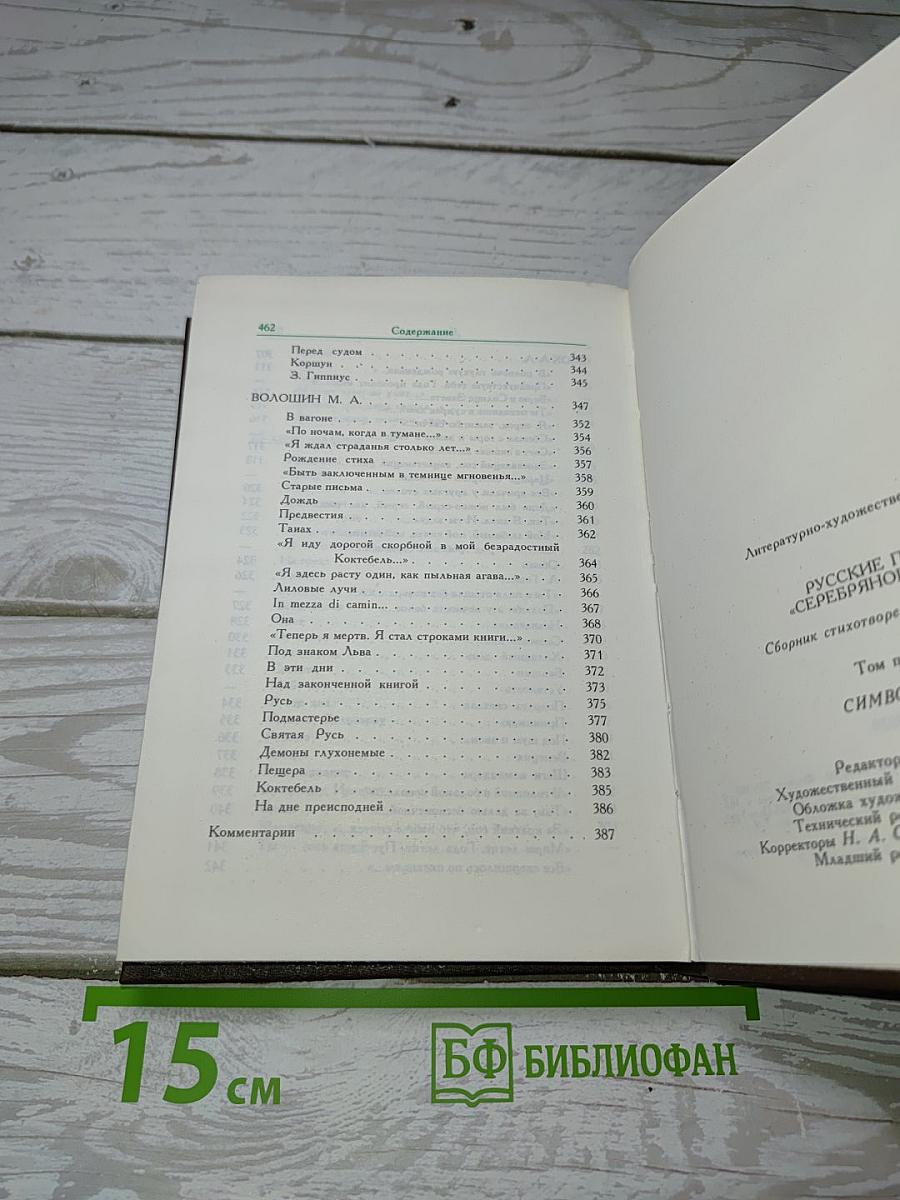 462 Содержание
Перед судом . . . . . . . . . . . . 343
Коршун . . . . . . . . . . . . 344
З. Гиппиус . . . . . . . . . . . . 345
ВОЛОШИН М. А. . . . . . . . . . . . . 347
В вагоне . . . . . . . . . . . . 352
«По ночам, когда в тумане...» . . . . . . . . 354
«Я ждал страданья столько лет...» . . . . . . 356
Рождение стиха . . . . . . . . . . . 357
«Быть заключенным в темнице мгновенья...» . . . 358
Старые письма . . . . . . . . . . . . 359
Дождь . . . . . . . . . . . . 360
Предвестия . . . . . . . . . . . . 361
Танах . . . . . . . . . . . . 362
«Я иду дорогой скорбной в мой безрадостный
Коктебель...» . . . . . . . . . . 364
«Я здесь расту один, как пыльная агава...» . . . . 365
Лиловые лучи . . . . . . . . . . . . 366
In mezza di camin... . . . . . . . . . . . 367
Она . . . . . . . . . . . . 368
«Теперь я мертв. Я стал строками книги...» . . . . 370
Под знаком Льва . . . . . . . . . . . . 371
В эти дни . . . . . . . . . . . . 372
Над законченной книгой . . . . . . . . . 373
Русь . . . . . . . . . . . . 375
Подмастерье . . . . . . . . . . . . 377
Святая Русь . . . . . . . . . . . . 380
Демоны глухонемые . . . . . . . . . . . . 382
Пещера . . . . . . . . . . . . 383
Коктебель . . . . . . . . . . . . 385
На дне преисподней . . . . . . . . . . . . 386
Комментарии . . . . . . . . . . . . 387
Литературно-художестве
РУССКИЕ П
«СЕРЕБРЯНОГ
Сборник стихотворе
Том п
СИМВО
Редактор
Художественный
Обложка худож
Технический ре
Корректоры Н. А. С
Младший ре
15 см
БФ БИБЛИОФАН